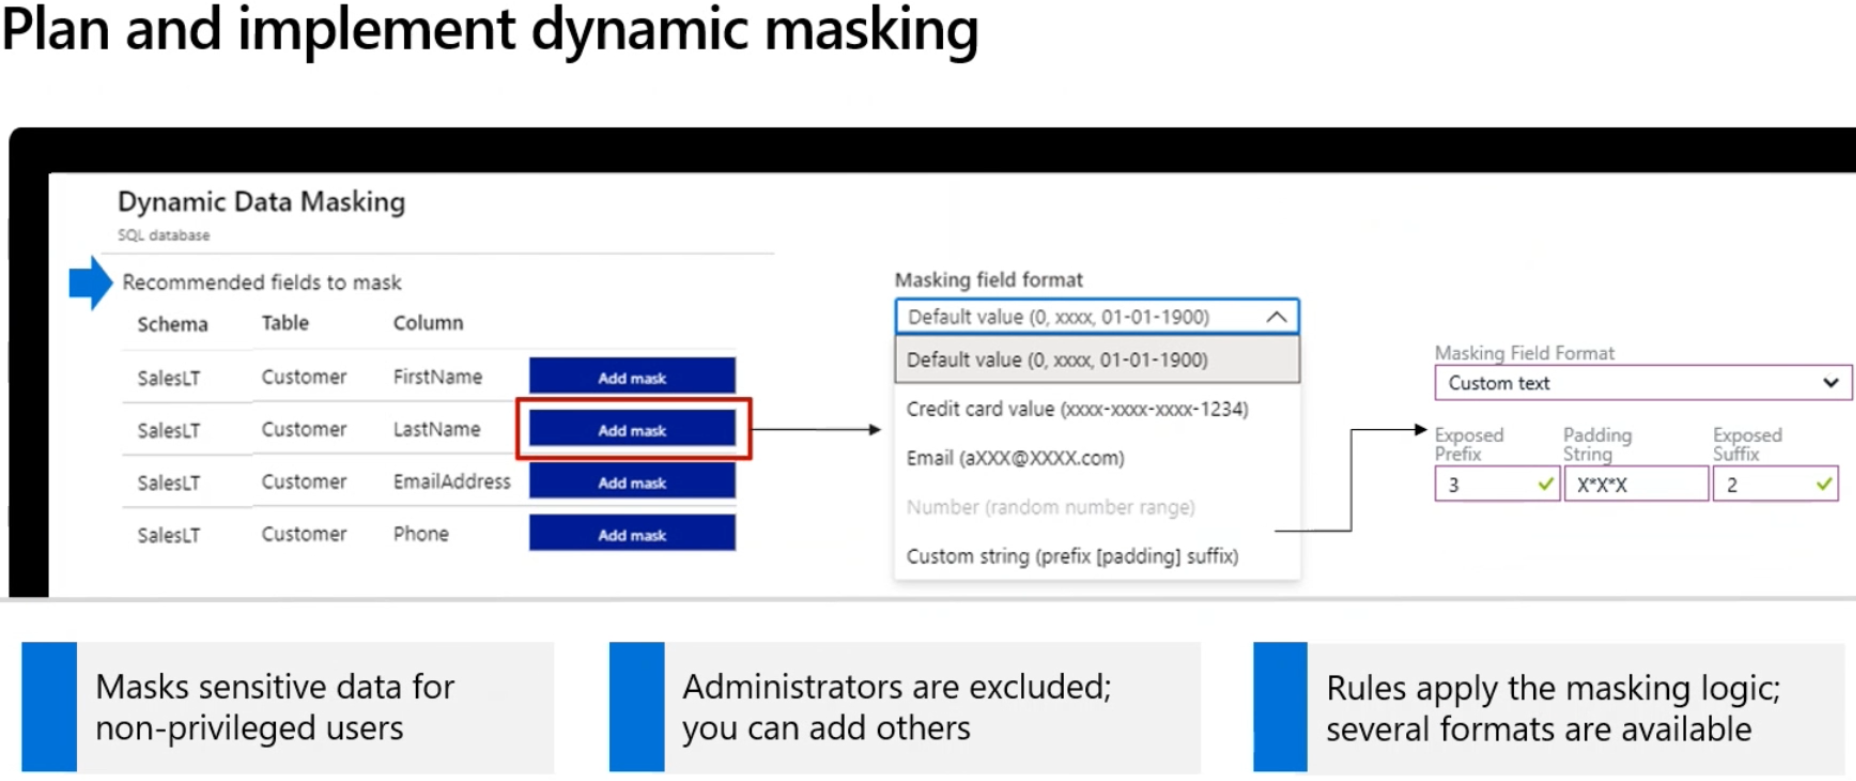 Plan and implement dynamic masking
Dynamic Data Masking
SQL database
Recommended fields to mask
Schema Table Column
SalesLT Customer FirstName Add mask
SalesLT Customer LastName Add mask
SalesLT Customer EmailAddress Add mask
SalesLT Customer Phone Add mask
Masking field format
Default value (0, xxxx, 01-01-1900)
Default value (0, xxxx, 01-01-1900)
Credit card value (xxxx-xxxx-xxxx-1234)
Email (aXXX@XXXX.com)
Number (random number range)
Custom string (prefix [padding] suffix)
Masking Field Format
Custom text
Exposed Padding Exposed
Prefix String Suffix
3 X*X*X 2
Masks sensitive data for
non-privileged users
Administrators are excluded;
you can add others
Rules apply the masking logic;
several formats are available